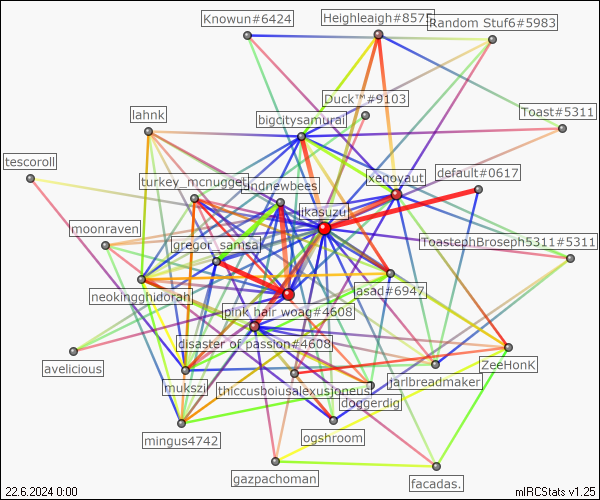 Knowun#6424
Heighleigh#8575
Random Stuf6#5983
Duck™#9103
lahnk
bigcitysamurai
Toast#5311
tescoroll
turkey_mcnugget
undnewbees
xenoyaut
default#0617
ikasuzu
moonraven
gregor_samsa
ToastephBroseph5311#5311
neokingghidorah
pink hair woag#4608
asad#6947
disaster of passion#4608
avelicious
mukszi
thiccusboiusalexusjoneus
doggerdig
jarlbreadmaker
ZeeHonK
mingus4742
ogshroom
gazpachoman
facadas.
22.6.2024 0:00
mIRCStats v1.25